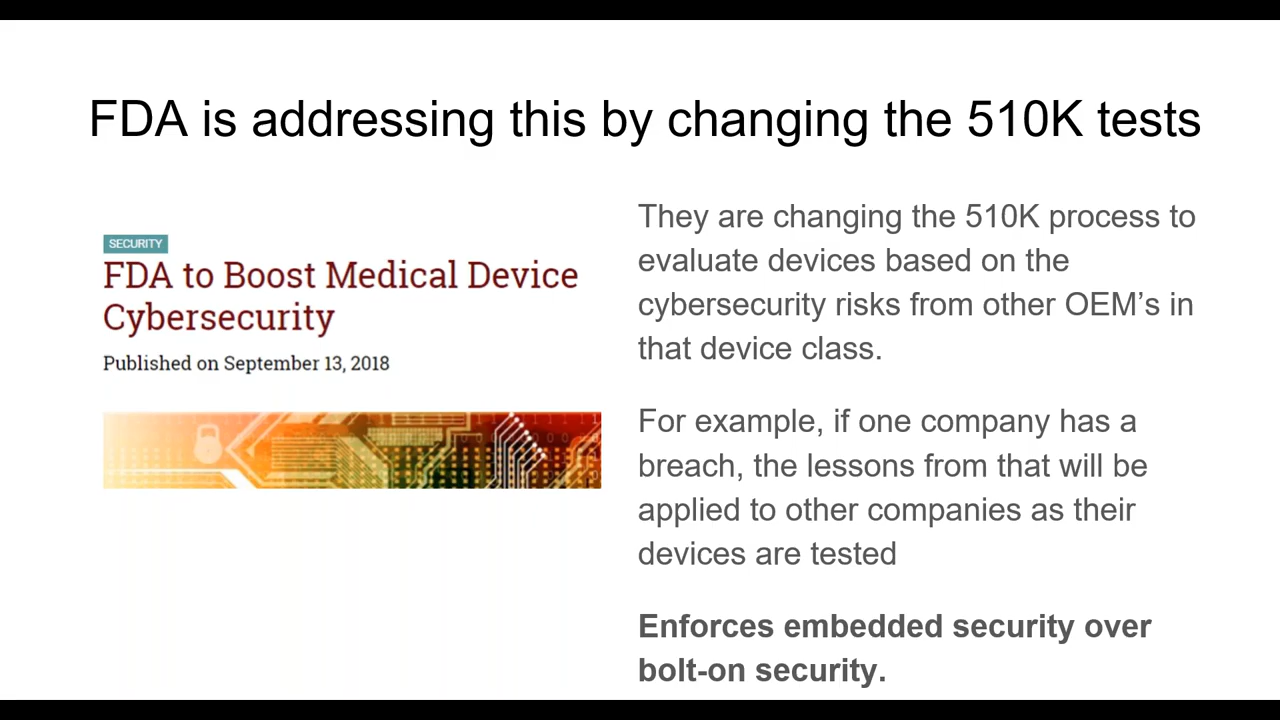 FDA is addressing this by changing the 510K tests
SECURITY
FDA to Boost Medical Device
Cybersecurity
Published on September 13, 2018
They are changing the 510K process to
evaluate devices based on the
cybersecurity risks from other OEM’s in
that device class.
For example, if one company has a
breach, the lessons from that will be
applied to other companies as their
devices are tested
Enforces embedded security over
bolt-on security.